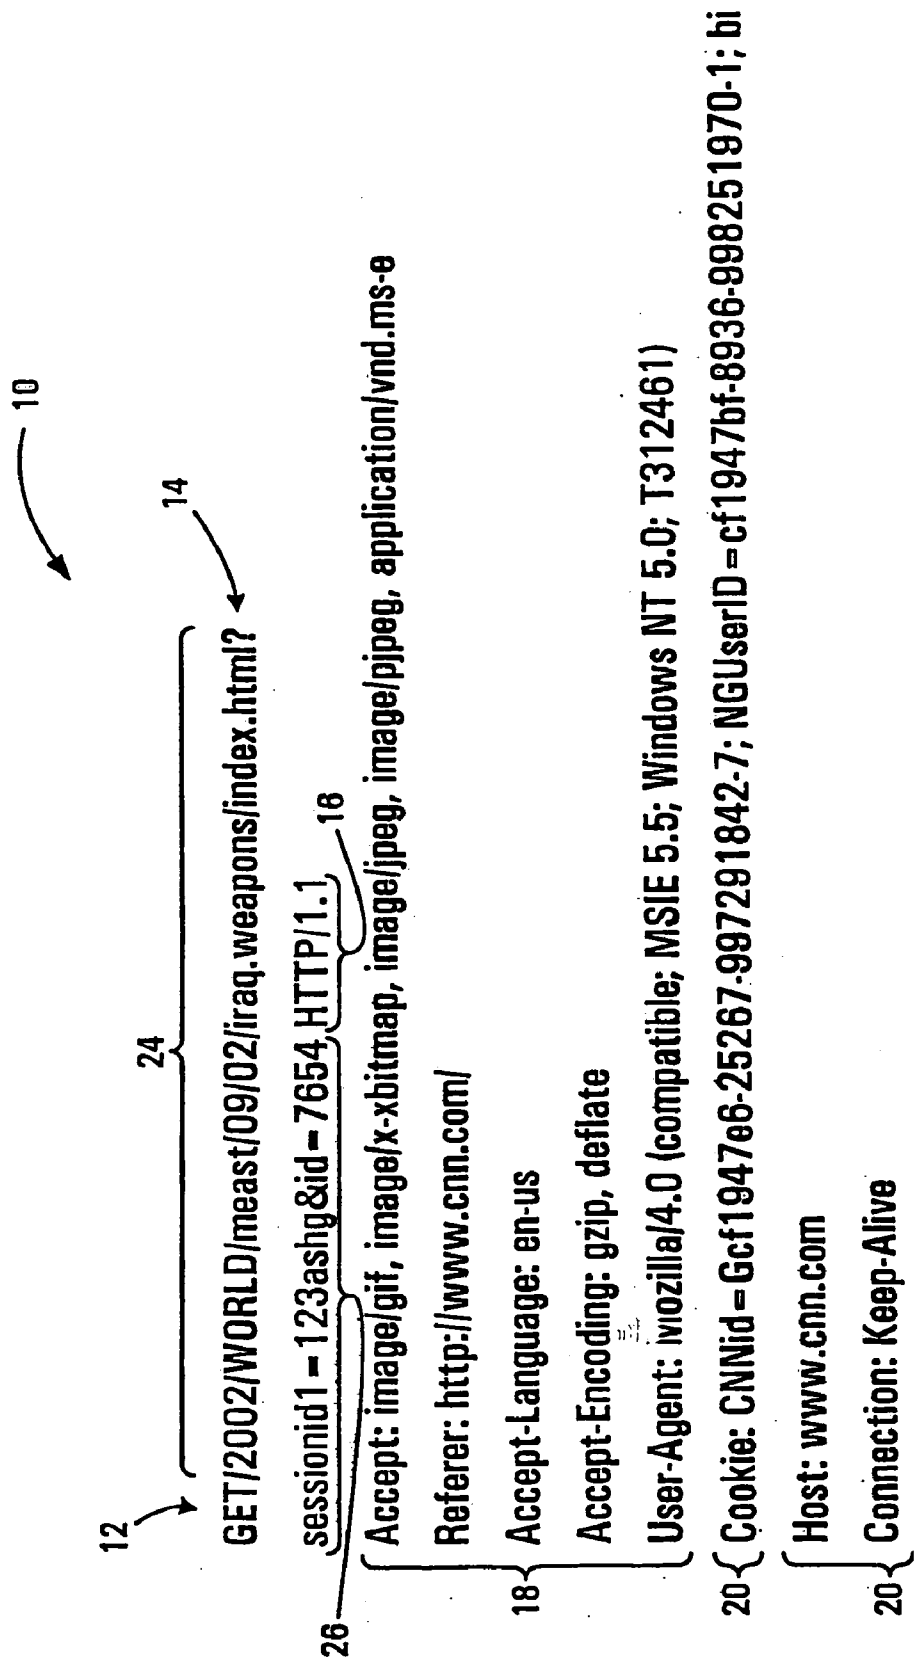 10
12
24
14
GET/2002/WORLD/meast/09/02/iraq.weapons/index.html?
sessionid1=123ashg&id=7654 HTTP/1.1
26
16
Accept: image/gif, image/x-xbitmap, image/jpeg, image/pjpeg, application/vnd.ms-e
Referer: http://www.cnn.com/
Accept-Language: en-us
18
Accept-Encoding: gzip, deflate
User-Agent: Mozilla/4.0 (compatible; MSIE 5.5; Windows NT 5.0; T312461)
20
Cookie: CNNid=Gcf1947e6-25267-997291842-7; NGUserID=cf1947bf-8936-998251970-1; bi
Host: www.cnn.com
20
Connection: Keep-Alive